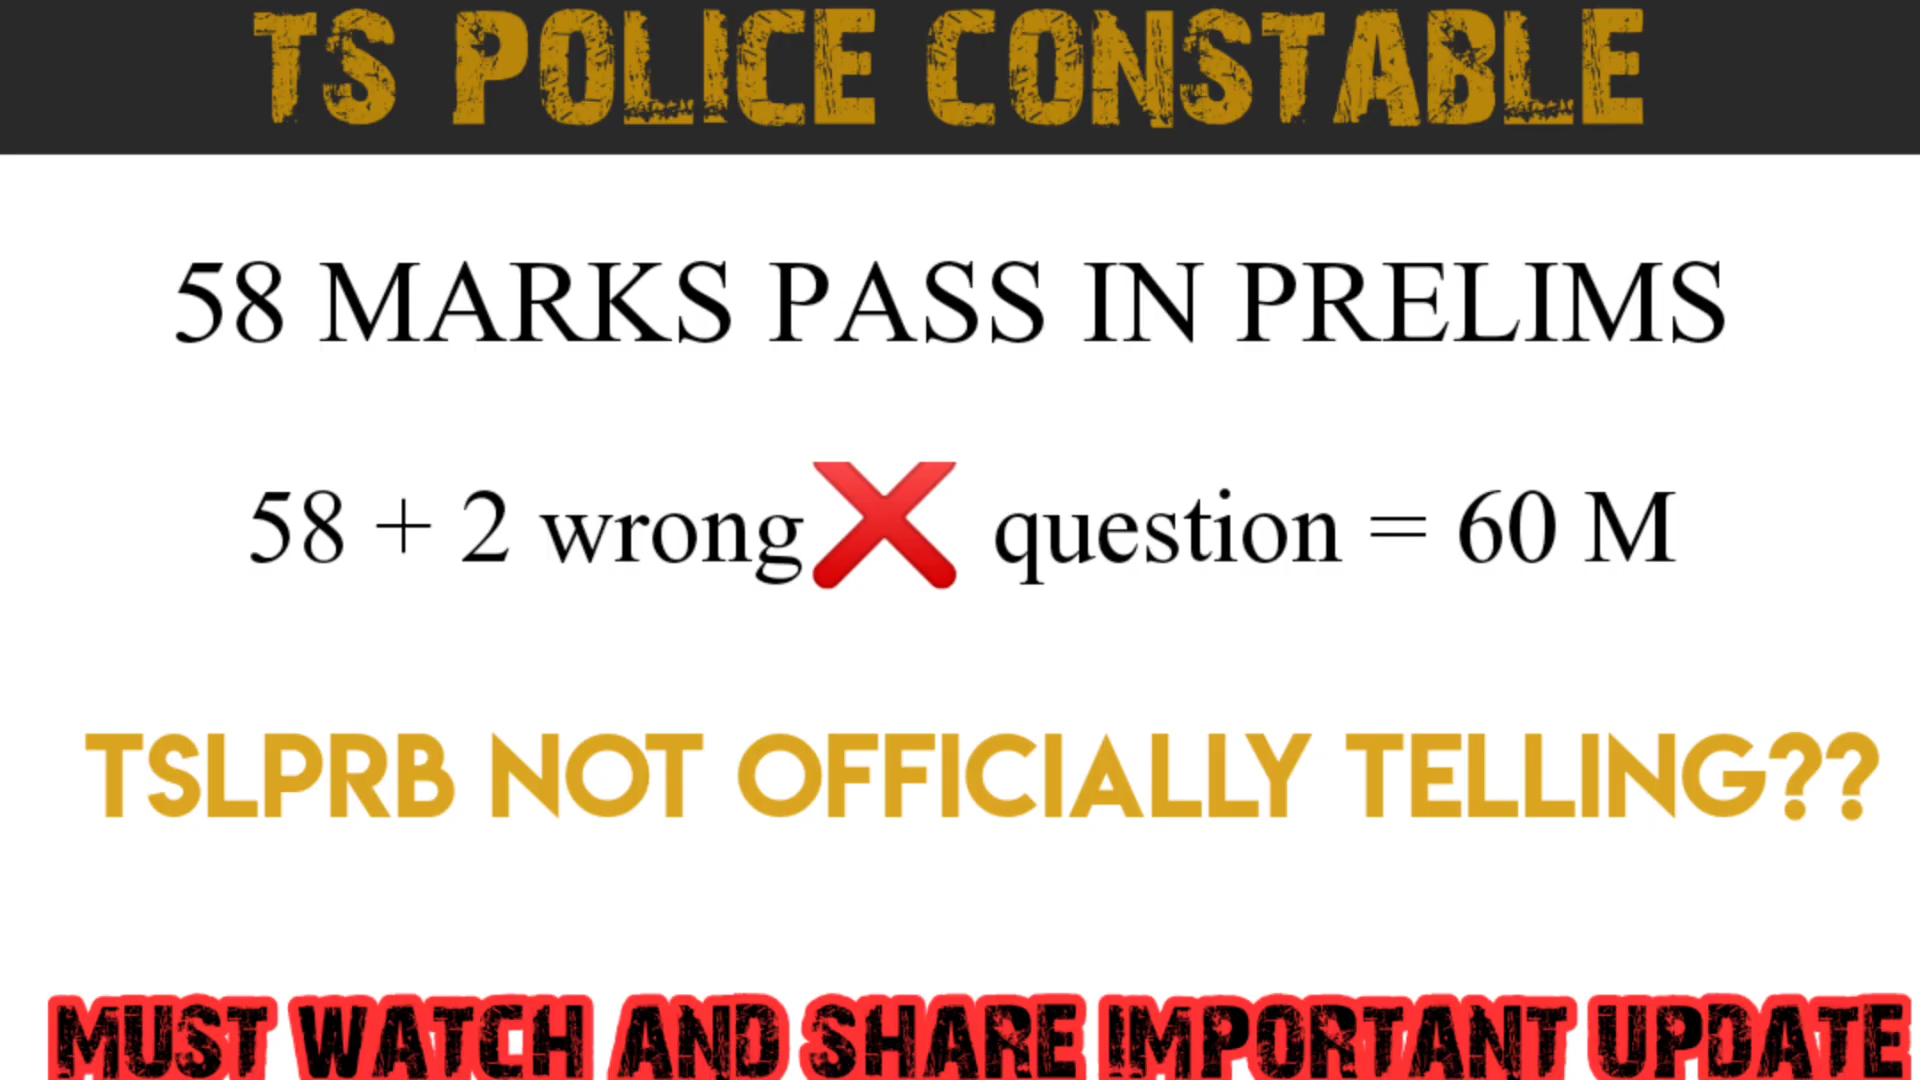 TS POLICE CONSTABLE
58 MARKS PASS IN PRELIMS
58 + 2 wrong❌ question = 60 M
TSLPRB NOT OFFICIALLY TELLING??
MUST WATCH AND SHARE IMPORTANT UPDATE